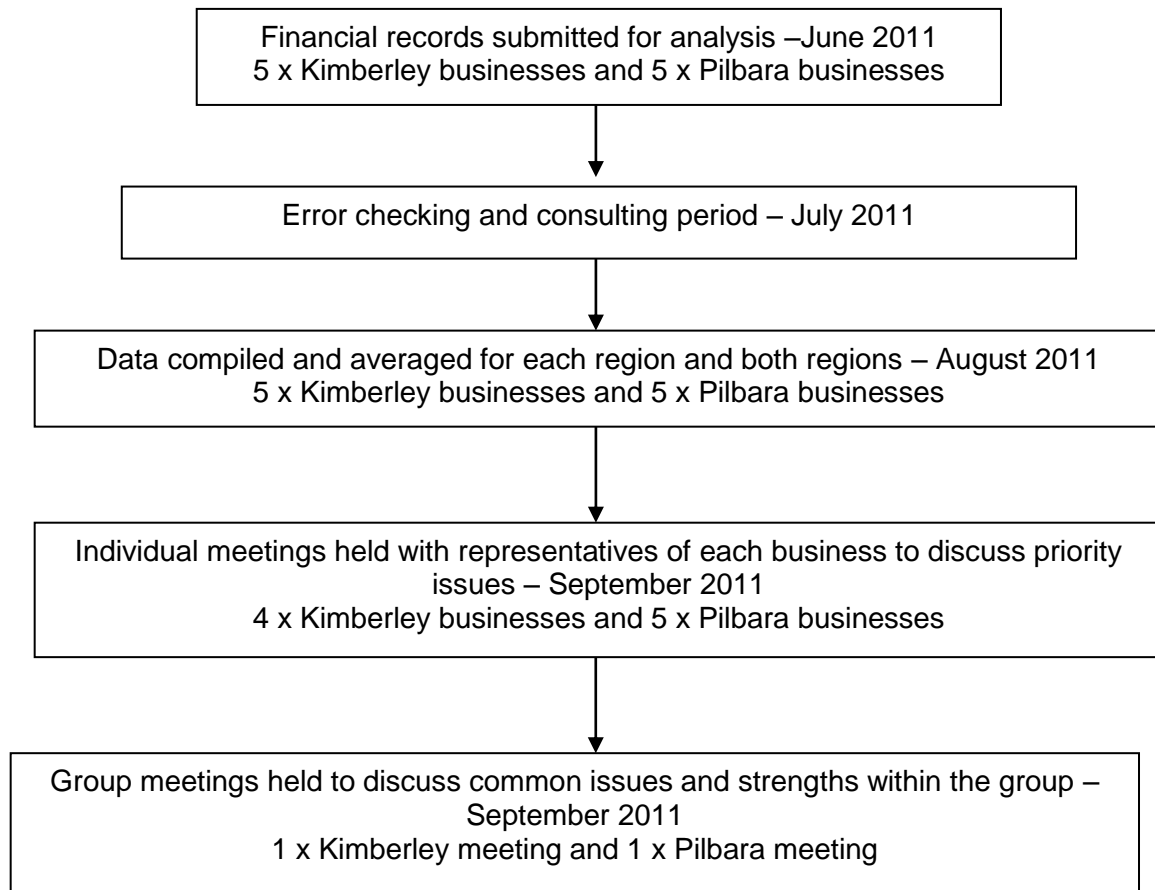 Financial records submitted for analysis –June 2011
5 x Kimberley businesses and 5 x Pilbara businesses
Error checking and consulting period – July 2011
Data compiled and averaged for each region and both regions – August 2011
5 x Kimberley businesses and 5 x Pilbara businesses
Individual meetings held with representatives of each business to discuss priority
issues – September 2011
4 x Kimberley businesses and 5 x Pilbara businesses
Group meetings held to discuss common issues and strengths within the group –
September 2011
1 x Kimberley meeting and 1 x Pilbara meeting